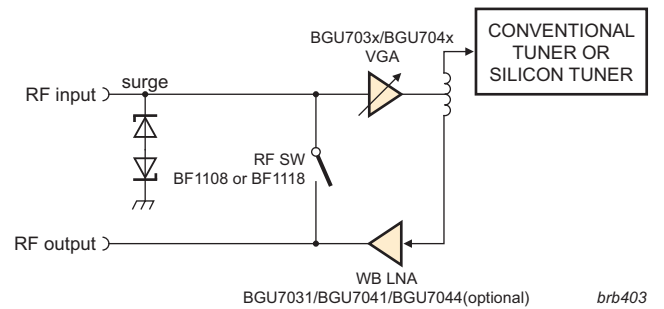 BGU703x/BGU704x
VGA
CONVENTIONAL
TUNER OR
SILICON TUNER
surge
RF input
RF SW
BF1108 or BF1118
RF output
WB LNA
BGU7031/BGU7041/BGU7044(optional)
brb403